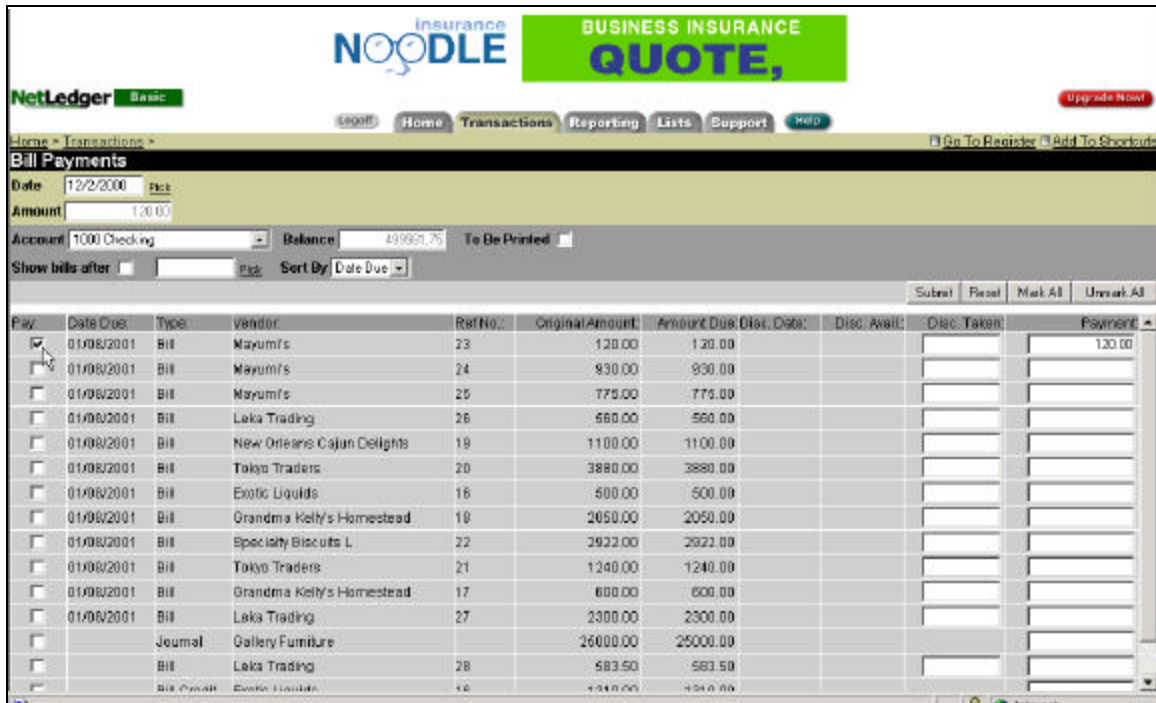 insurance
NOODLE
BUSINESS INSURANCE
QUOTE,
NetLedger Basic
Upgrade Now!
Logoff Home Transactions Reporting Lists Support Help
Home > Transactions >
Go To Register Add To Shortcuts
Bill Payments
Date 12/2/2000 Pick
Amount 120.00
Account 1000 Checking Balance 499991.75 To Be Printed
Show bills after Pick Sort By Date Due
Submit Reset Mark All Unmark All
Pay: Date Due: Type: Vendor: Ref No.: Original Amount: Amount Due: Disc. Date: Disc. Avail.: Disc. Taken: Payment:
01/08/2001 Bill Mayumi's 23 120.00 120.00 120.00
01/08/2001 Bill Mayumi's 24 930.00 930.00
01/08/2001 Bill Mayumi's 25 775.00 775.00
01/08/2001 Bill Leka Trading 26 560.00 560.00
01/08/2001 Bill New Orleans Cajun Delights 19 1100.00 1100.00
01/08/2001 Bill Tokyo Traders 20 3880.00 3880.00
01/08/2001 Bill Exotic Liquids 16 500.00 500.00
01/08/2001 Bill Grandma Kelly's Homestead 18 2050.00 2050.00
01/08/2001 Bill Specialty Biscuits L 22 2922.00 2922.00
01/08/2001 Bill Tokyo Traders 21 1240.00 1240.00
01/08/2001 Bill Grandma Kelly's Homestead 17 600.00 600.00
01/08/2001 Bill Leka Trading 27 2300.00 2300.00
Journal Gallery Furniture 25000.00 25000.00
Bill Leka Trading 28 583.50 583.50
Bill Credit Exotic Liquids